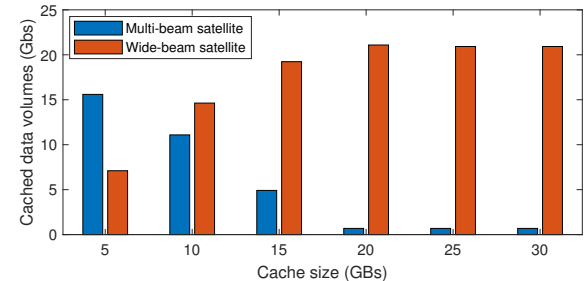 Multi-beam satellite
Wide-beam satellite
Cached data volumes (Gbs)
25
20
15
10
5
0
5 10 15 20 25 30
Cache size (GBs)